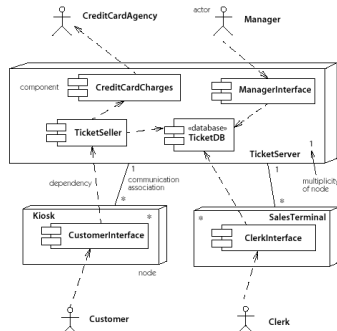 CreditCardAgency
actor
Manager
component
CreditCardCharges
ManagerInterface
TicketSeller
«database»
TicketDB
TicketServer
dependency
1
communication
association
*
1
*
multiplicity
of node
Kiosk
*
CustomerInterface
node
*
SalesTerminal
ClerkInterface
Customer
Clerk